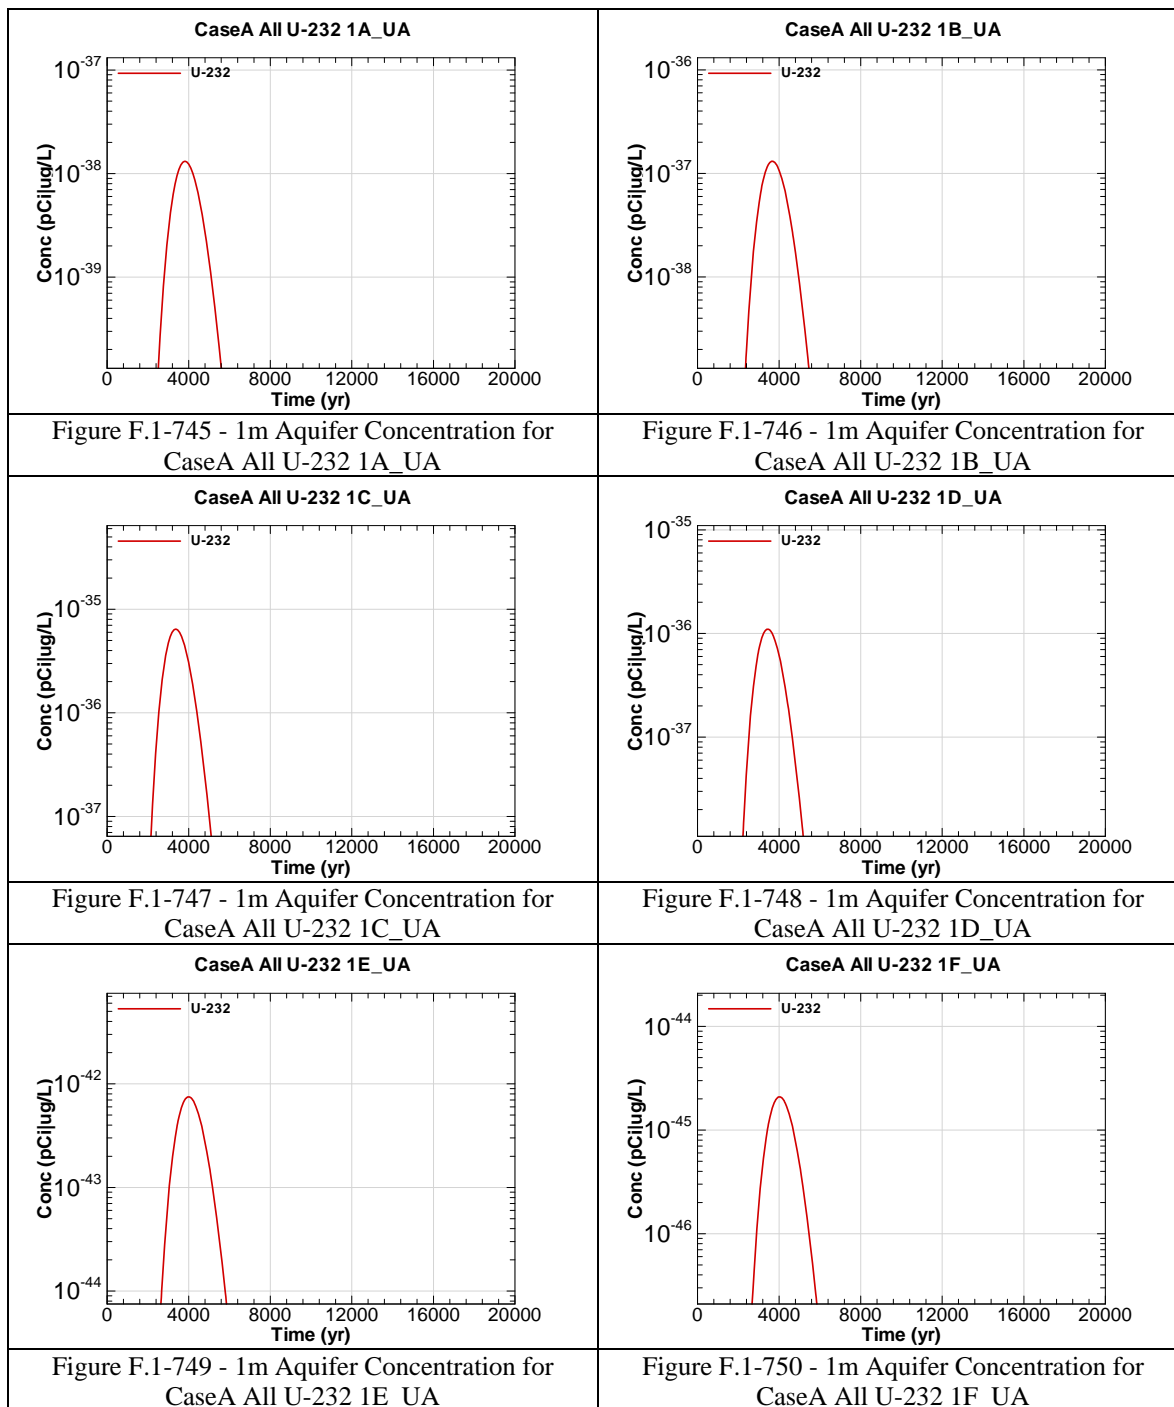 CaseA All U-232 1A_UA
U-232
10-37
10-38
10-39
Conc (pCi|ug/L)
0 4000 8000 12000 16000 20000
Time (yr)
Figure F.1-745 - 1m Aquifer Concentration for
CaseA All U-232 1A_UA
CaseA All U-232 1B_UA
U-232
10-36
10-37
10-38
Conc (pCi|ug/L)
0 4000 8000 12000 16000 20000
Time (yr)
Figure F.1-746 - 1m Aquifer Concentration for
CaseA All U-232 1B_UA
CaseA All U-232 1C_UA
U-232
10-35
10-36
10-37
Conc (pCi|ug/L)
0 4000 8000 12000 16000 20000
Time (yr)
Figure F.1-747 - 1m Aquifer Concentration for
CaseA All U-232 1C_UA
CaseA All U-232 1D_UA
U-232
10-35
10-36
10-37
Conc (pCi|ug/L)
0 4000 8000 12000 16000 20000
Time (yr)
Figure F.1-748 - 1m Aquifer Concentration for
CaseA All U-232 1D_UA
CaseA All U-232 1E_UA
U-232
10-42
10-43
10-44
Conc (pCi|ug/L)
0 4000 8000 12000 16000 20000
Time (yr)
Figure F.1-749 - 1m Aquifer Concentration for
CaseA All U-232 1E_UA
CaseA All U-232 1F_UA
U-232
10-44
10-45
10-46
Conc (pCi|ug/L)
0 4000 8000 12000 16000 20000
Time (yr)
Figure F.1-750 - 1m Aquifer Concentration for
CaseA All U-232 1F_UA